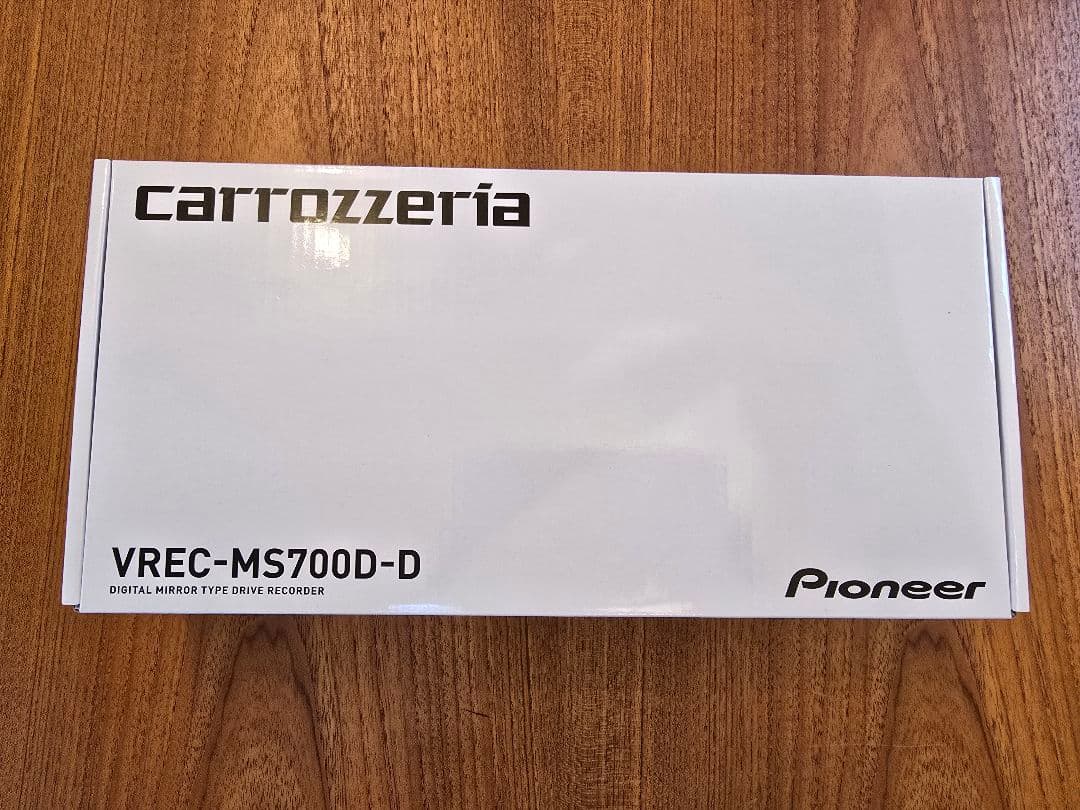 carrozzeria
VREC-MS700D-D
DIGITAL MIRROR TYPE DRIVE RECORDER
Pioneer